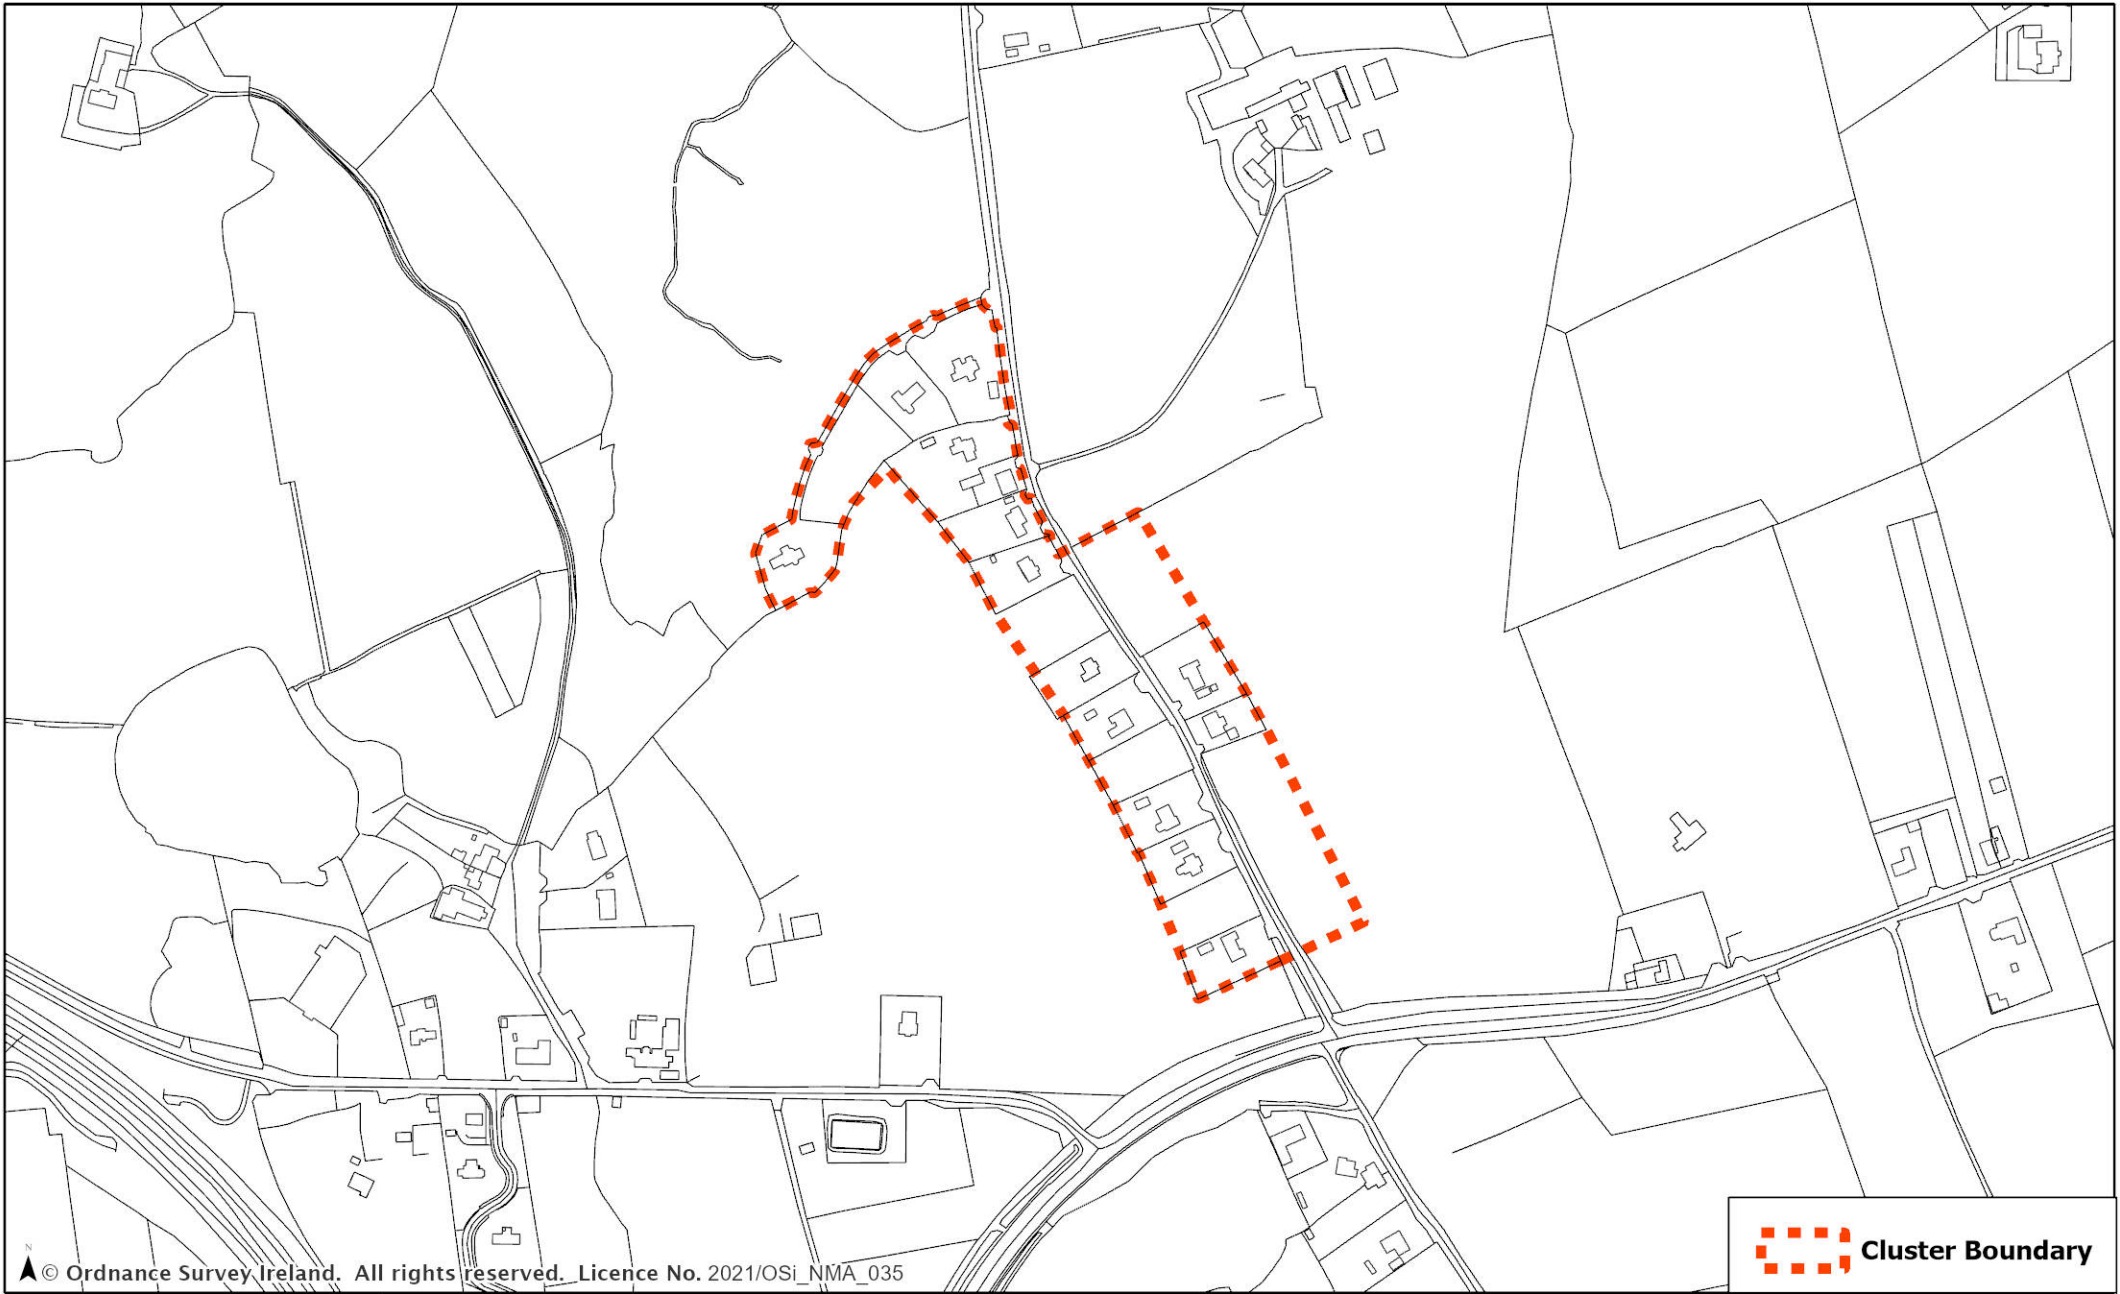 Cluster Boundary
N
© Ordnance Survey Ireland. All rights reserved. Licence No. 2021/OSi_NMA_035